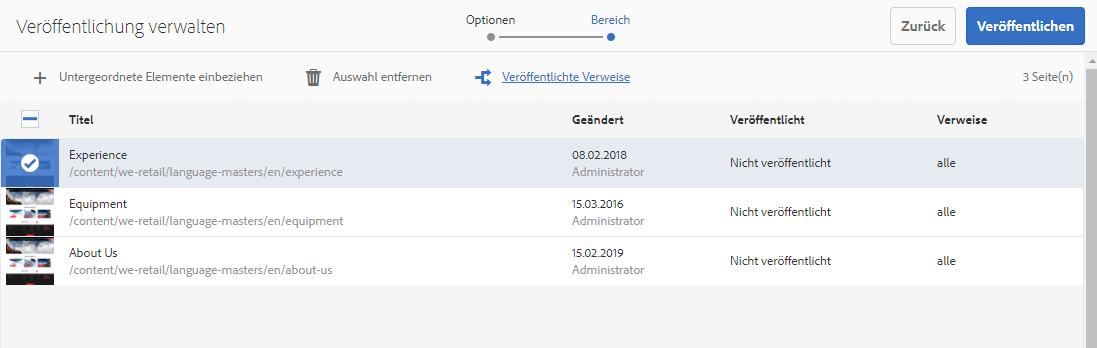 Veröffentlichung verwalten
Optionen
Bereich
Zurück
Veröffentlichen
Untergeordnete Elemente einbeziehen
Auswahl entfernen
Veröffentlichte Verweise
3 Seite(n)
Titel
Geändert
Veröffentlicht
Verweise
Experience
/content/we-retail/language-masters/en/experience
08.02.2018
Administrator
Nicht veröffentlicht
alle
Equipment
/content/we-retail/language-masters/en/equipment
15.03.2016
Administrator
Nicht veröffentlicht
alle
About Us
/content/we-retail/language-masters/en/about-us
15.02.2019
Administrator
Nicht veröffentlicht
alle